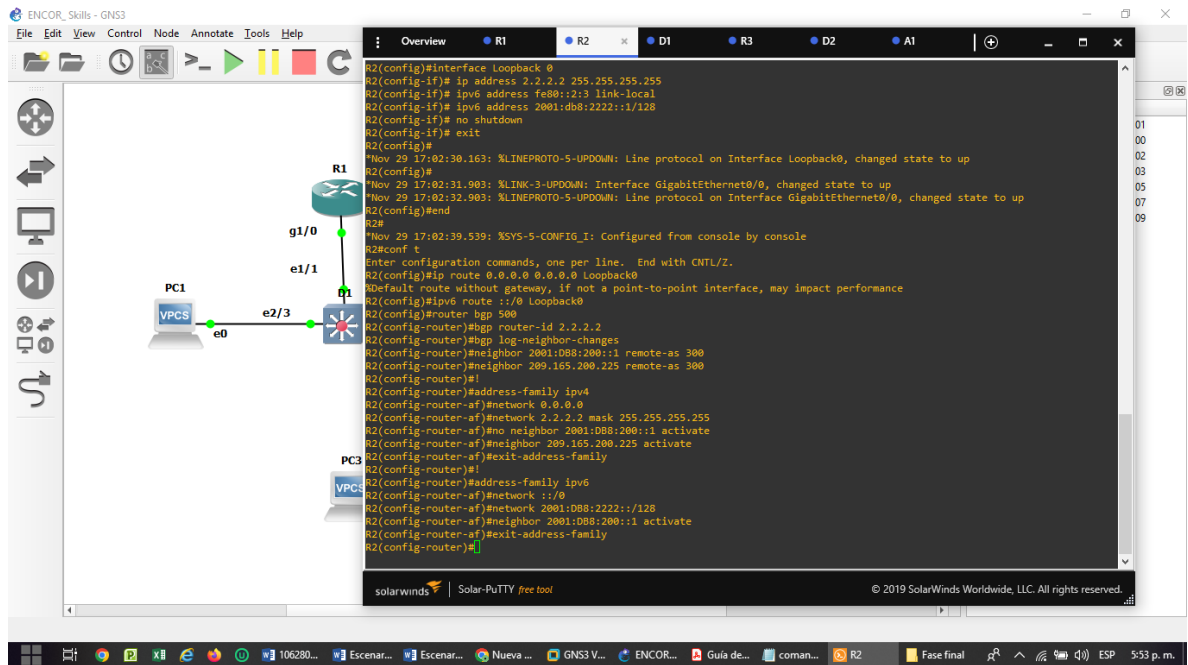 ENCOR_Skills - GNS3
File Edit View Control Node Annotate Tools Help
Overview R1 R2 × D1 R3 D2 A1
R2(config)#interface Loopback 0
R2(config-if)# ip address 2.2.2.2 255.255.255.255
R2(config-if)# ipv6 address fe80::2:3 link-local
R2(config-if)# ipv6 address 2001:db8:2222::1/128
R2(config-if)# no shutdown
R2(config-if)# exit
R2(config)#
*Nov 29 17:02:30.163: %LINEPROTO-5-UPDOWN: Line protocol on Interface Loopback0, changed state to up
R2(config)#
*Nov 29 17:02:31.903: %LINK-3-UPDOWN: Interface GigabitEthernet0/0, changed state to up
*Nov 29 17:02:32.903: %LINEPROTO-5-UPDOWN: Line protocol on Interface GigabitEthernet0/0, changed state to up
R2(config)#end
R2#
*Nov 29 17:02:39.539: %SYS-5-CONFIG_I: Configured from console by console
R2#conf t
Enter configuration commands, one per line. End with CNTL/Z.
R2(config)#ip route 0.0.0.0 0.0.0.0 Loopback0
%Default route without gateway, if not a point-to-point interface, may impact performance
R2(config)#ipv6 route ::/0 Loopback0
R2(config)#router bgp 500
R2(config-router)#bgp router-id 2.2.2.2
R2(config-router)#bgp log-neighbor-changes
R2(config-router)#neighbor 2001:DB8:200::1 remote-as 300
R2(config-router)#neighbor 209.165.200.225 remote-as 300
R2(config-router)#!
R2(config-router)#address-family ipv4
R2(config-router-af)#network 0.0.0.0
R2(config-router-af)#network 2.2.2.2 mask 255.255.255.255
R2(config-router-af)#no neighbor 2001:DB8:200::1 activate
R2(config-router-af)#neighbor 209.165.200.225 activate
R2(config-router-af)#exit-address-family
R2(config-router)#!
R2(config-router)#address-family ipv6
R2(config-router-af)#network ::/0
R2(config-router-af)#network 2001:DB8:2222::/128
R2(config-router-af)#neighbor 2001:DB8:200::1 activate
R2(config-router-af)#exit-address-family
R2(config-router)#
solarwinds Solar-PuTTY free tool © 2019 SolarWinds Worldwide, LLC. All rights reserved.
R1
g1/0
e1/1
D1
PC1
VPCS
e0
e2/3
PC3
VPCS
01
00
02
03
05
07
09
106280... Escenar... Escenar... Nueva ... GNS3 V... ENCOR... Guía de... coman... R2 Fase final ESP 5:53 p. m.